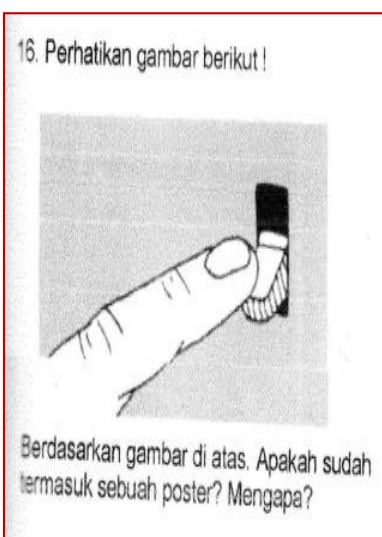 16. Perhatikan gambar berikut !
Berdasarkan gambar di atas. Apakah sudah
termasuk sebuah poster? Mengapa?